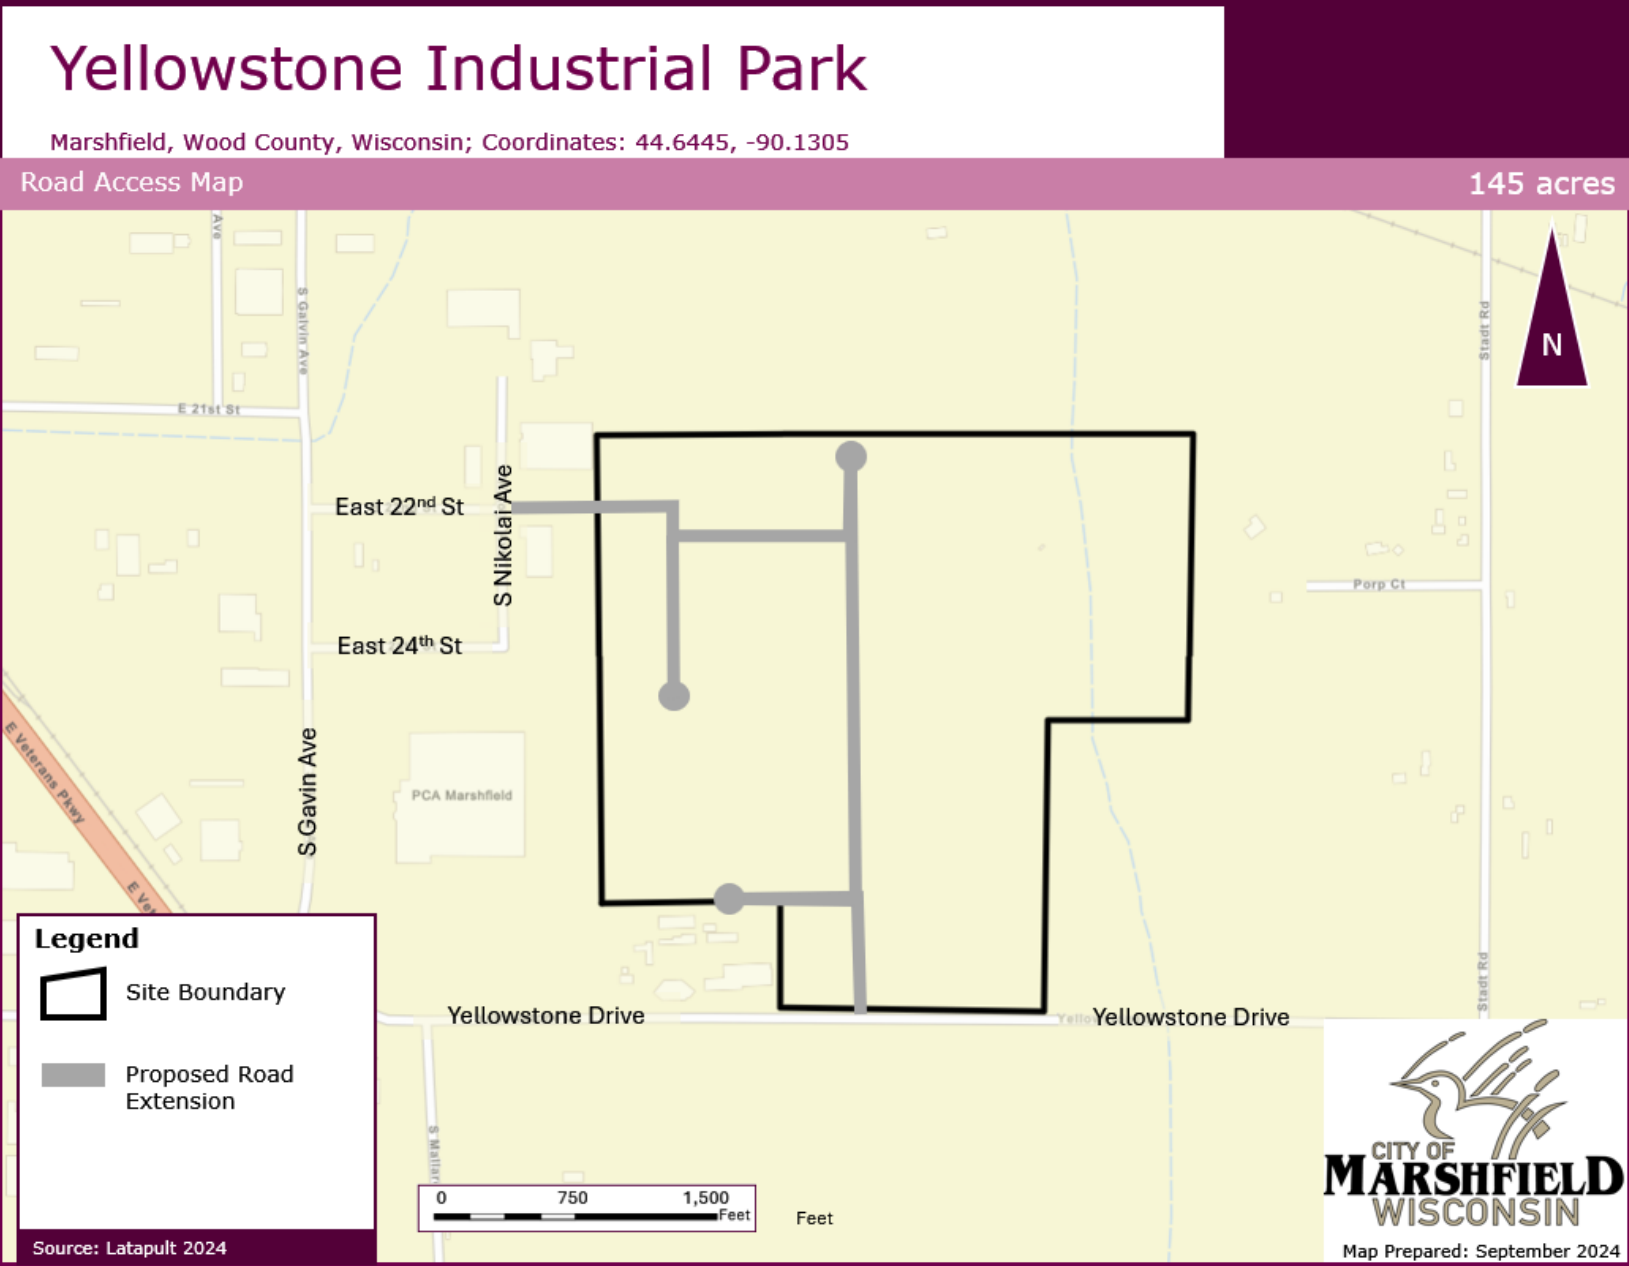 Yellowstone Industrial Park
Marshfield, Wood County, Wisconsin; Coordinates: 44.6445, -90.1305
Road Access Map
145 acres
Ave
S Galvin Ave
Stadt Rd
N
E 21st St
East 22nd St
S Nikolai Ave
Porp Ct
East 24th St
E Veterans Pkwy
S Gavin Ave
PCA Marshfield
E Vet
Legend
Site Boundary
Proposed Road
Extension
Source: Latapult 2024
Yellowstone Drive
Yellow
Yellowstone Drive
Stadt Rd
S Mallar
0 750 1,500
Feet
Feet
CITY OF
MARSHFIELD
WISCONSIN
Map Prepared: September 2024